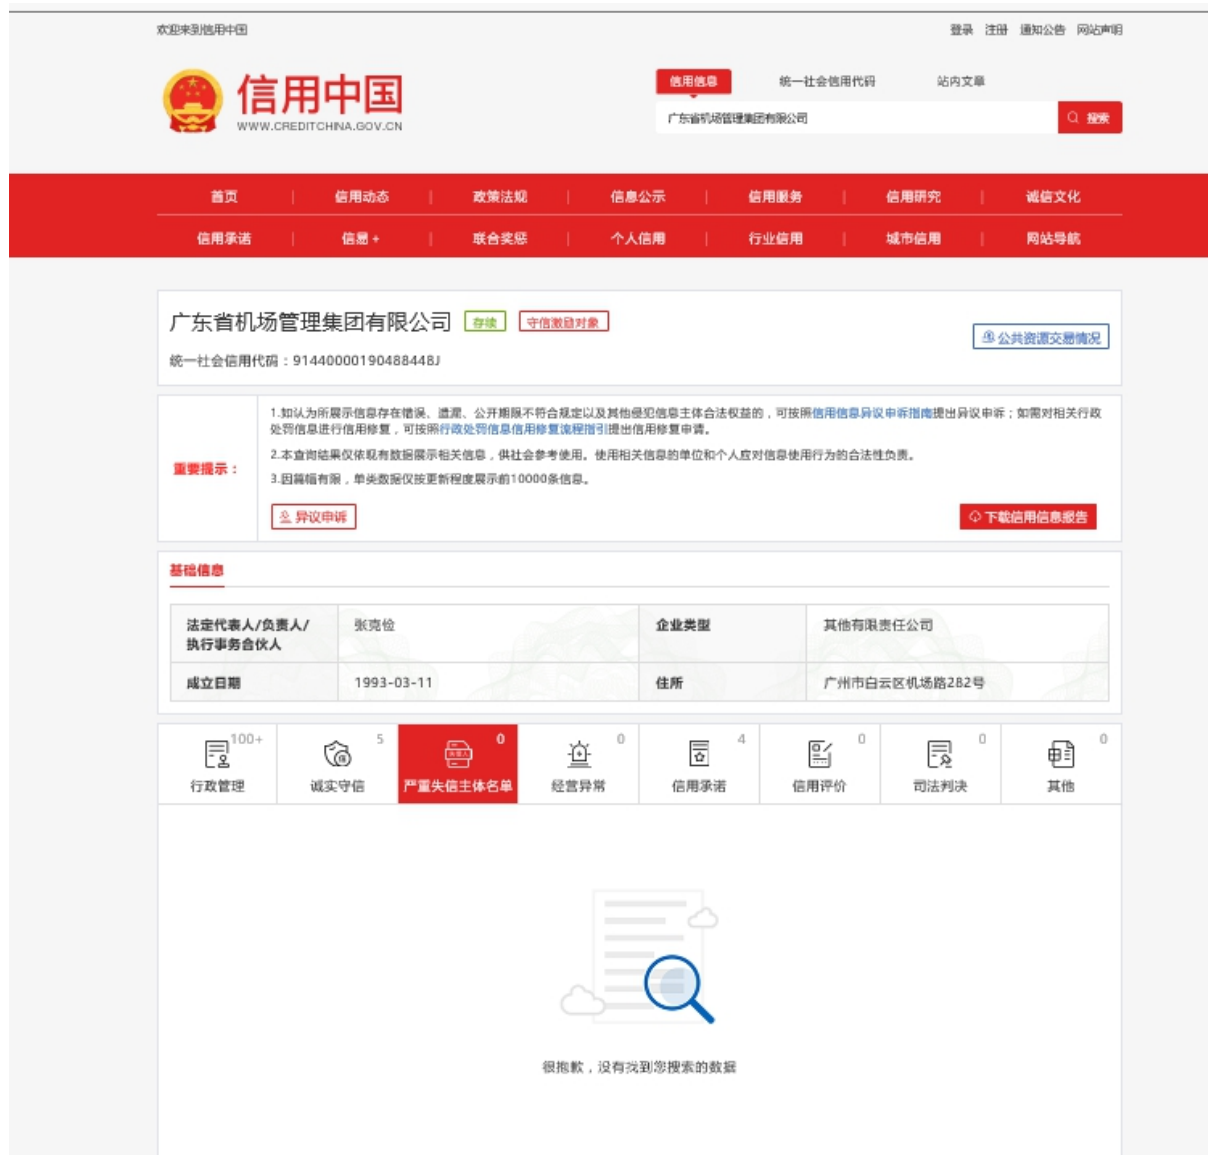 欢迎来到信用中国
登录 注册 通知公告 网站声明
信用中国
WWW.CREDITCHINA.GOV.CN
信用信息 统一社会信用代码 站内文章
广东省机场管理集团有限公司 搜索
首页 信用动态 政策法规 信息公示 信用服务 信用研究 诚信文化
信用承诺 信易+ 联合奖惩 个人信用 行业信用 城市信用 网站导航
广东省机场管理集团有限公司 存续 守信激励对象
公共资源交易情况
统一社会信用代码：91440000190488448J
重要提示：
1.如认为所展示信息存在错误、遗漏、公开期限不符合规定以及其他侵犯信息主体合法权益的，可按照信用信息异议申诉指南提出异议申诉；如需对相关行政
处罚信息进行信用修复，可按照行政处罚信息信用修复流程指引提出信用修复申请。
2.本查询结果仅依现有数据展示相关信息，供社会参考使用。使用相关信息的单位和个人应对信息使用行为的合法性负责。
3.因篇幅有限，单类数据仅按更新程度展示前10000条信息。
异议申诉 下载信用信息报告
基础信息
法定代表人/负责人/
执行事务合伙人
张克俭
企业类型
其他有限责任公司
成立日期
1993-03-11
住所
广州市白云区机场路282号
100+ 5 0 0 4 0 0 0
行政管理 诚实守信 严重失信主体名单 经营异常 信用承诺 信用评价 司法判决 其他
很抱歉，没有找到您搜索的数据